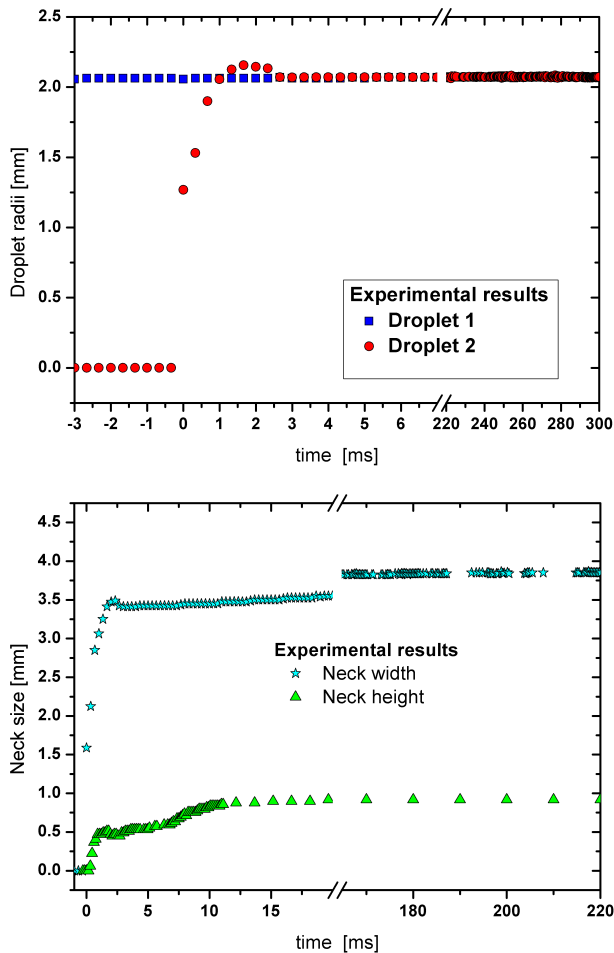 Droplet radii [mm]
2.5
2.0
1.5
1.0
0.5
0.0
Experimental results
Droplet 1
Droplet 2
-3 -2 -1 0 1 2 3 4 5 6 7 220 240 260 280 300
time [ms]
Neck size [mm]
4.5
4.0
3.5
3.0
2.5
2.0
1.5
1.0
0.5
0.0
Experimental results
Neck width
Neck height
0 5 10 15 180 200 220
time [ms]